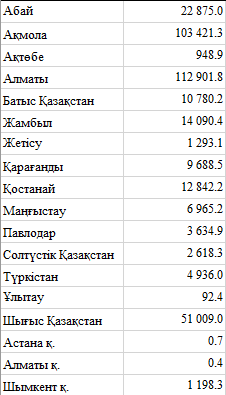 Абай 22 875.0
Ақмола 103 421.3
Ақтөбе 948.9
Алматы 112 901.8
Батыс Қазақстан 10 780.2
Жамбыл 14 090.4
Жетісу 1 293.1
Қарағанды 9 688.5
Қостанай 12 842.2
Маңғыстау 6 965.2
Павлодар 3 634.9
Солтүстік Қазақстан 2 618.3
Түркістан 4 936.0
Ұлытау 92.4
Шығыс Қазақстан 51 009.0
Астана қ. 0.7
Алматы қ. 0.4
Шымкент қ. 1 198.3